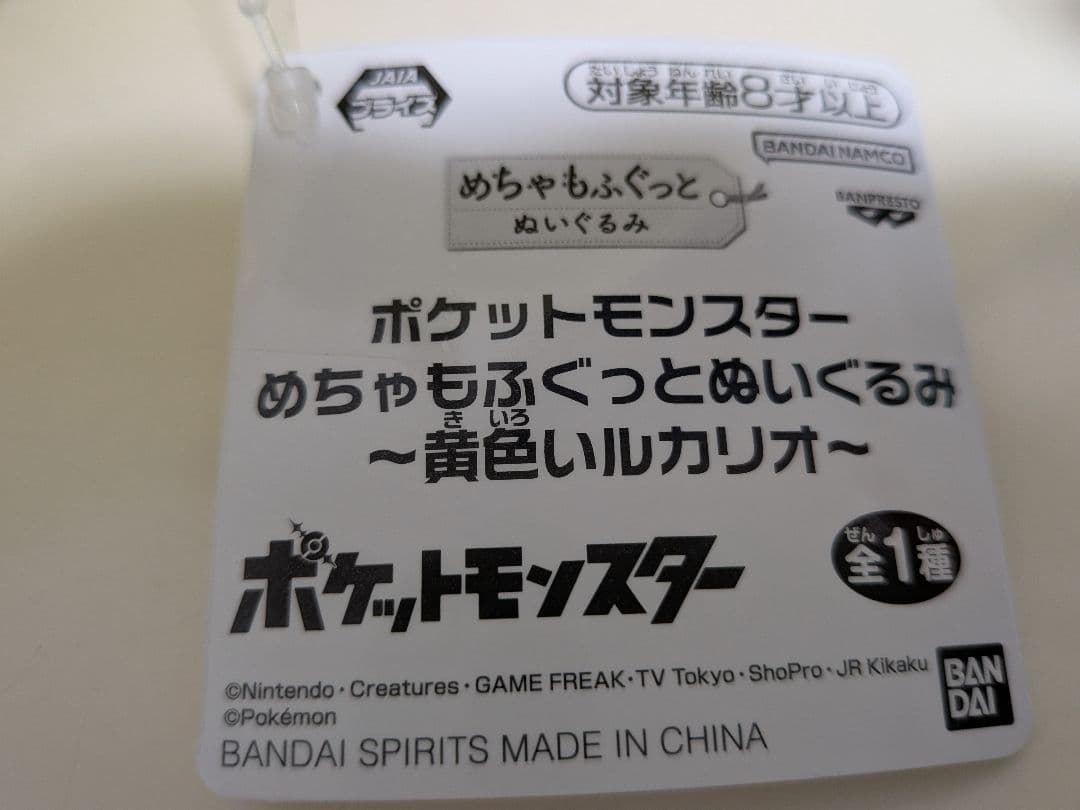 JAIA
プライズ
たいしょうねんれい さいいじょう
対象年齢8才以上
BANDAI NAMCO
BANPRESTO
めちゃもふぐっと
ぬいぐるみ
ポケットモンスター
めちゃもふぐっとぬいぐるみ
きいろ
～黄色いルカリオ～
ポケットモンスター
ぜん しゅ
全1種
©Nintendo・Creatures・GAME FREAK・TV Tokyo・ShoPro・JR Kikaku
©Pokémon
BANDAI SPIRITS MADE IN CHINA
BAN
DAI